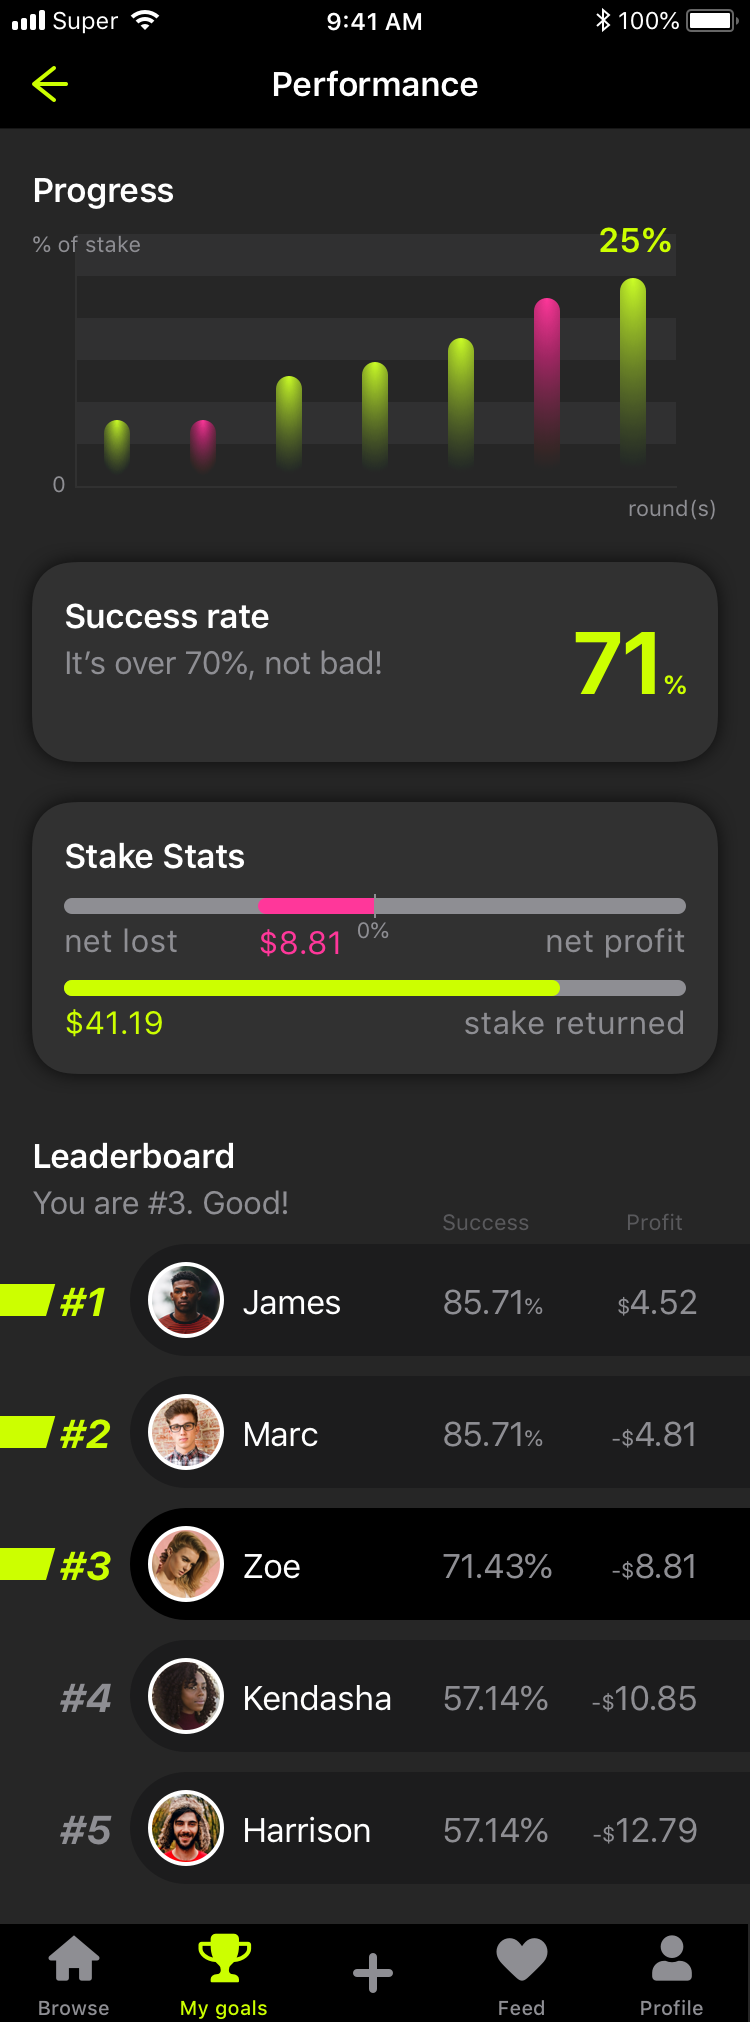 Super 9:41 AM 100%
Performance
Progress
% of stake 25%
0
round(s)
Success rate
It’s over 70%, not bad!
71%
Stake Stats
net lost $8.81 0% net profit
$41.19 stake returned
Leaderboard
You are #3. Good!
Success Profit
#1 James 85.71% $4.52
#2 Marc 85.71% -$4.81
#3 Zoe 71.43% -$8.81
#4 Kendasha 57.14% -$10.85
#5 Harrison 57.14% -$12.79
Browse My goals Feed Profile